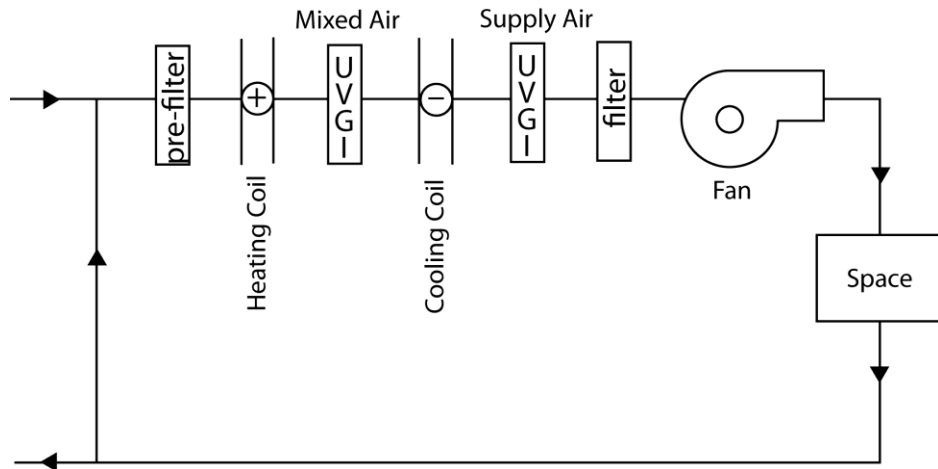 Mixed Air
Supply Air
pre-filter
+
UVGI
−
UVGI
filter
Heating Coil
Cooling Coil
Fan
Space